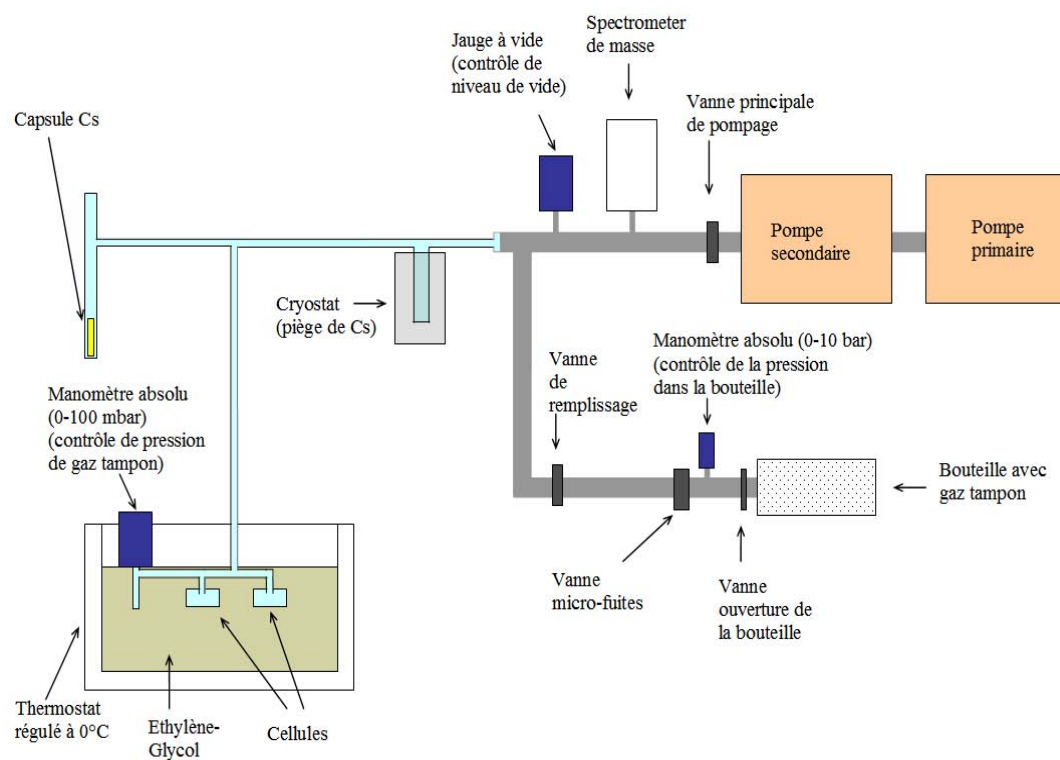 Spectrometer
de masse
Jauge à vide
(contrôle de
niveau de vide)
Vanne principale
de pompage
Capsule Cs
Pompe
secondaire
Pompe
primaire
Cryostat
(piège de Cs)
Manomètre absolu (0-10 bar)
(contrôle de la pression
dans la bouteille)
Vanne
de
remplissage
Manomètre absolu
(0-100 mbar)
(contrôle de pression
de gaz tampon)
Bouteille avec
gaz tampon
Vanne
micro-fuites
Vanne
ouverture de
la bouteille
Thermostat
régulé à 0°C
Ethylène-
Glycol
Cellules